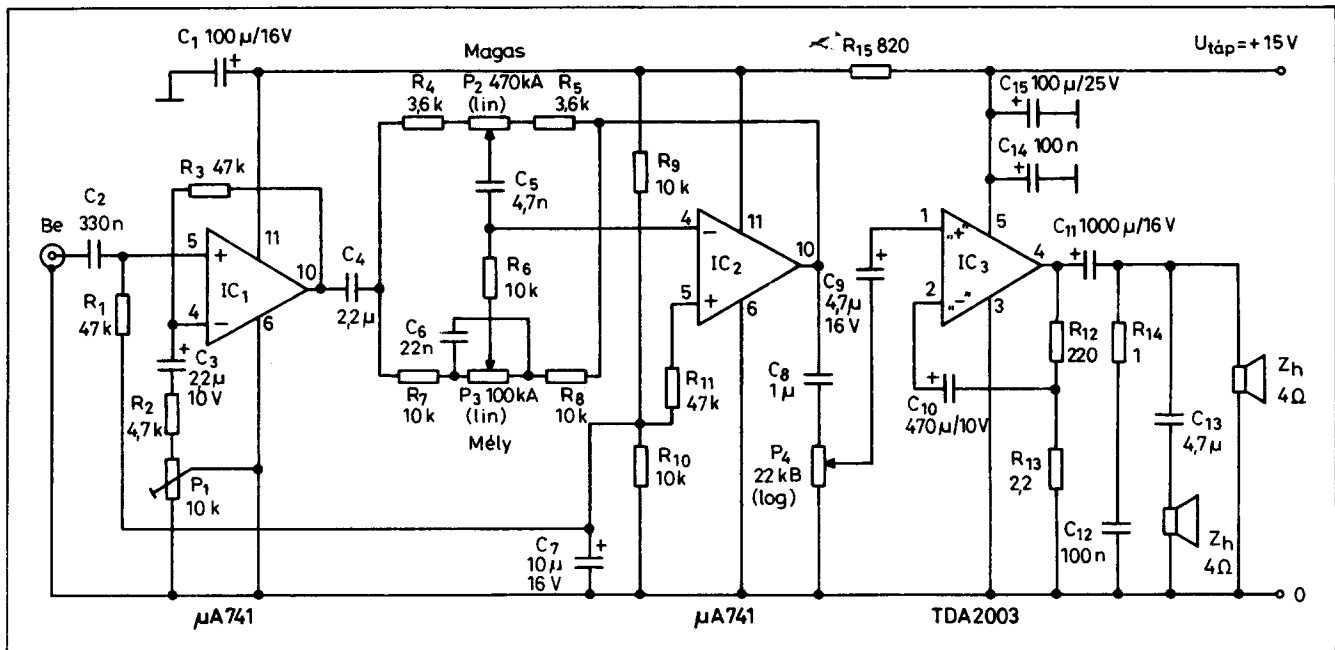 C1 100µ/16V
Magas
R15 820
Utáp=+15V
R4
3,6k
P2 470kA
(lin)
R5
3,6k
C15 100µ/25V
C14 100n
R3 47k
C2
330n
Be
R1
47k
5
+
4
−
IC1
11
10
6
C3
2,2µ
10V
R2
4,7k
P1
10k
C4
2,2µ
C5
4,7n
R6
10k
C6
22n
R7
10k
P3 100kA
(lin)
Mély
R8
10k
R9
10k
R10
10k
R11
47k
4
−
5
+
IC2
11
10
6
C7
10µ
16V
C9
4,7µ
16V
C8
1µ
P4
22kB
(log)
1
"+"
2
"−"
IC3
5
4
3
C11 1000µ/16V
R12
220
R14
1
C10
470µ/10V
R13
2,2
C12
100n
C13
4,7µ
Zh
4Ω
Zh
4Ω
0
µA741
µA741
TDA2003